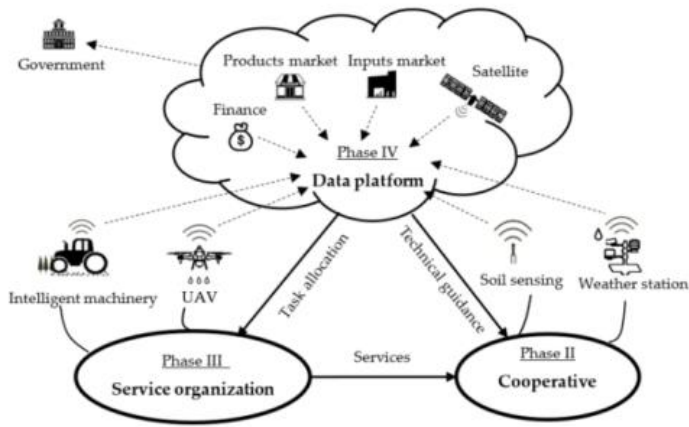 Government
Products market
Inputs market
Satellite
Finance
$
Phase IV
Data platform
Intelligent machinery
UAV
Task allocation
Technical guidance
Soil sensing
Weather station
Phase III
Service organization
Services
Phase II
Cooperative